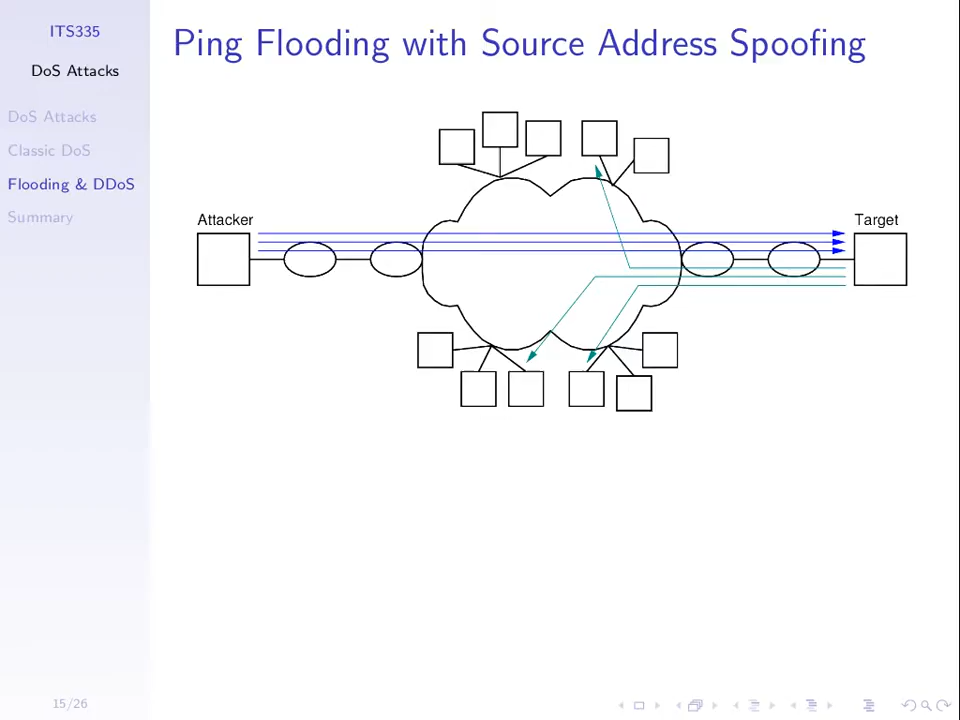 ITS335
DoS Attacks
DoS Attacks
Classic DoS
Flooding & DDoS
Summary
Ping Flooding with Source Address Spoofing
Attacker
Target
15/26